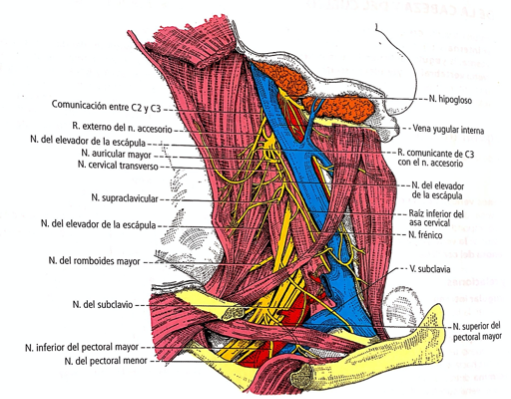 Comunicación entre C2 y C3
R. externo del n. accesorio
N. del elevador de la escápula
N. auricular mayor
N. cervical transverso
N. supraclavicular
N. del elevador de la escápula
N. del romboides mayor
N. del subclavio
N. inferior del pectoral mayor
N. del pectoral menor
N. hipogloso
Vena yugular interna
R. comunicante de C3
con el n. accesorio
N. del elevador
de la escápula
Raíz inferior del
asa cervical
N. frénico
V. subclavia
N. superior del
pectoral mayor